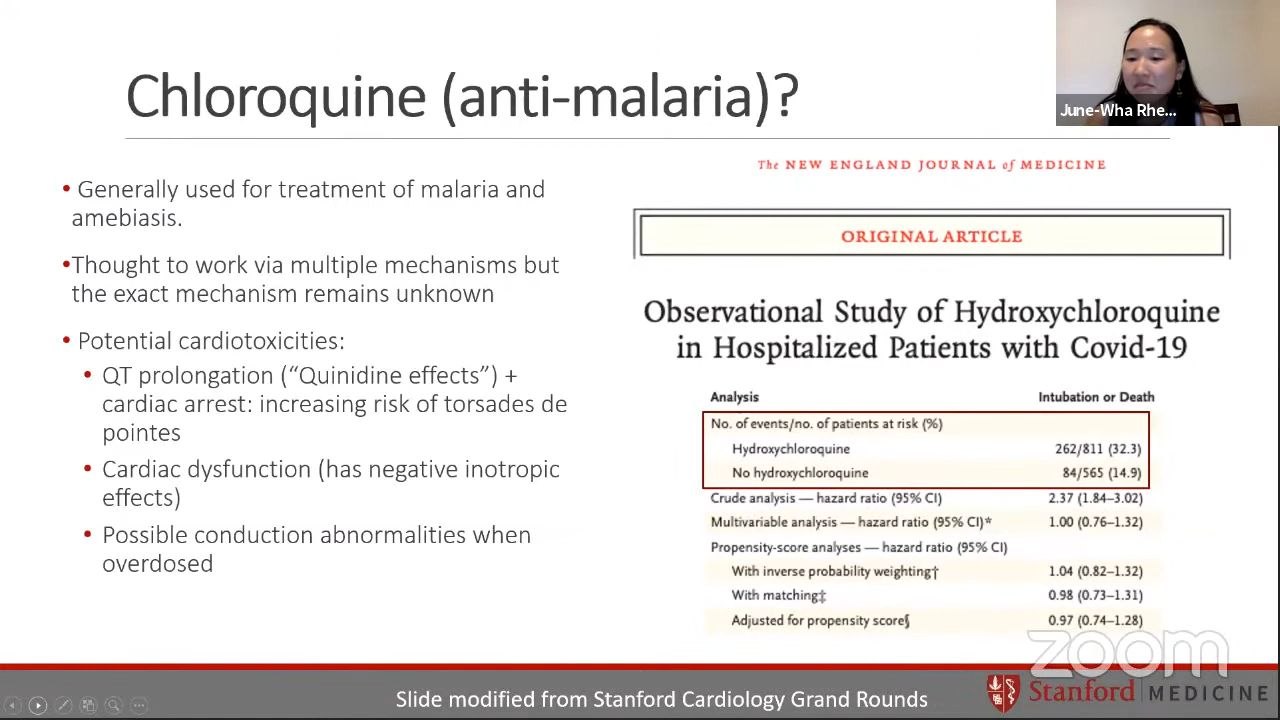 Chloroquine (anti-malaria)?
June-Wha Rhe...
• Generally used for treatment of malaria and
amebiasis.
•Thought to work via multiple mechanisms but
the exact mechanism remains unknown
• Potential cardiotoxicities:
• QT prolongation (“Quinidine effects”) +
cardiac arrest: increasing risk of torsades de
pointes
• Cardiac dysfunction (has negative inotropic
effects)
• Possible conduction abnormalities when
overdosed
The NEW ENGLAND JOURNAL of MEDICINE
ORIGINAL ARTICLE
Observational Study of Hydroxychloroquine
in Hospitalized Patients with Covid-19
Analysis Intubation or Death
No. of events/no. of patients at risk (%)
Hydroxychloroquine 262/811 (32.3)
No hydroxychloroquine 84/565 (14.9)
Crude analysis — hazard ratio (95% CI) 2.37 (1.84–3.02)
Multivariable analysis — hazard ratio (95% CI)* 1.00 (0.76–1.32)
Propensity-score analyses — hazard ratio (95% CI)
With inverse probability weighting† 1.04 (0.82–1.32)
With matching‡ 0.98 (0.73–1.31)
Adjusted for propensity score§ 0.97 (0.74–1.28)
zoom
Slide modified from Stanford Cardiology Grand Rounds
Stanford MEDICINE